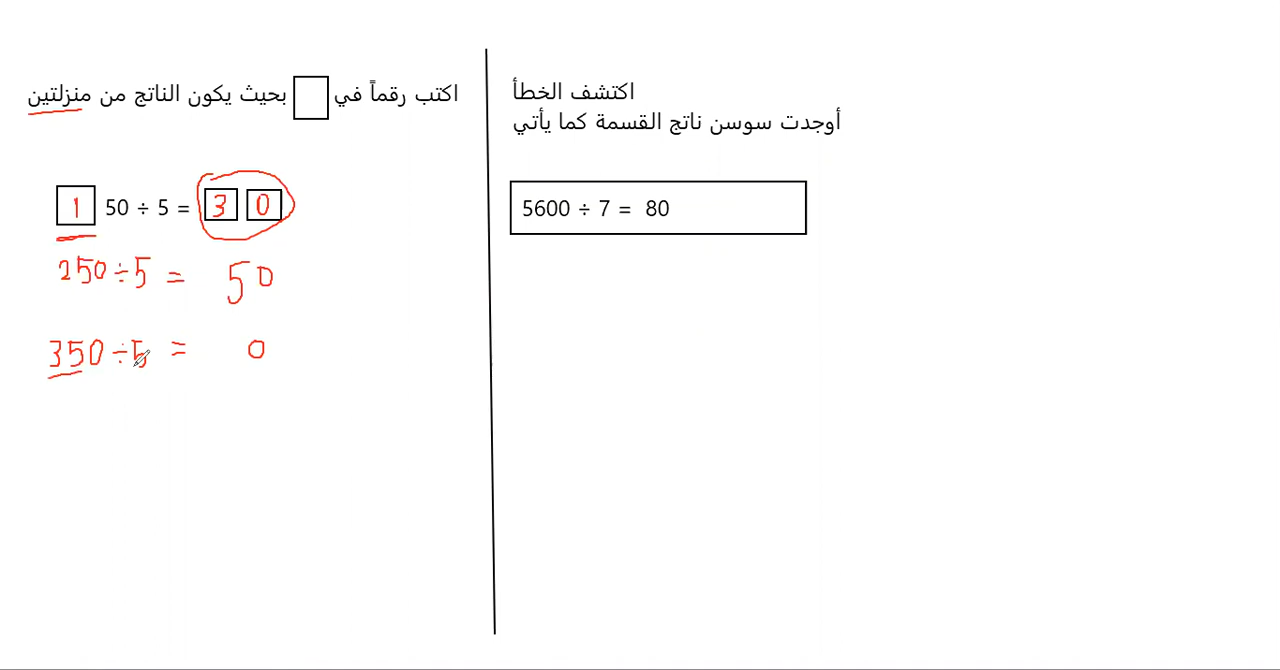 اكتب رقماً في بحيث يكون الناتج من منزلتين
1 50 ÷ 5 = 3 0
250 ÷ 5 = 50
350 ÷ 5 = 0
اكتشف الخطأ
أوجدت سوسن ناتج القسمة كما يأتي
5600 ÷ 7 = 80